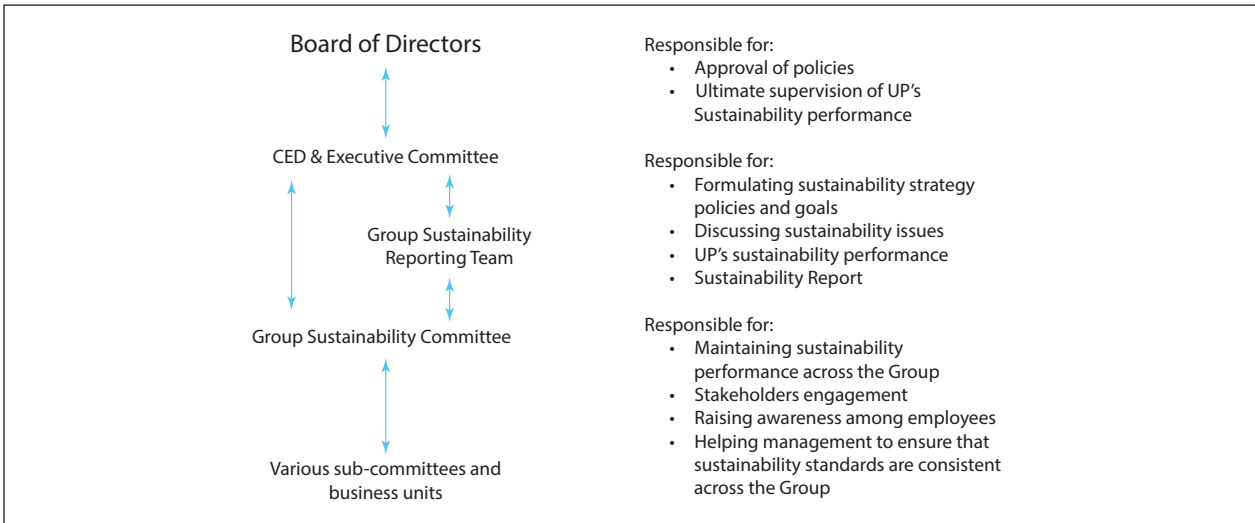 Board of Directors
CED & Executive Committee
Group Sustainability
Reporting Team
Group Sustainability Committee
Various sub-committees and
business units
Responsible for:
• Approval of policies
• Ultimate supervision of UP’s
Sustainability performance
Responsible for:
• Formulating sustainability strategy
policies and goals
• Discussing sustainability issues
• UP’s sustainability performance
• Sustainability Report
Responsible for:
• Maintaining sustainability
performance across the Group
• Stakeholders engagement
• Raising awareness among employees
• Helping management to ensure that
sustainability standards are consistent
across the Group